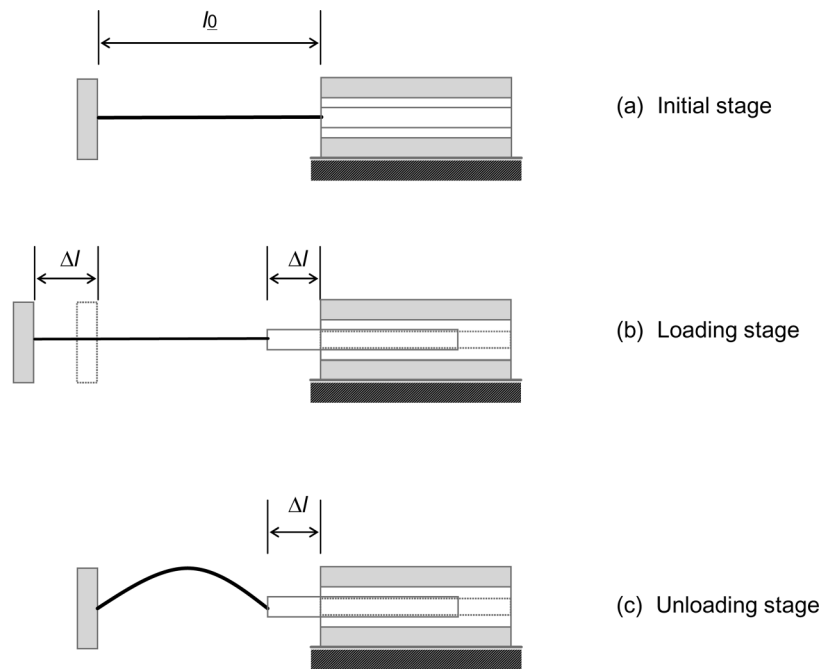 l0
(a) Initial stage
Δl
Δl
(b) Loading stage
Δl
(c) Unloading stage